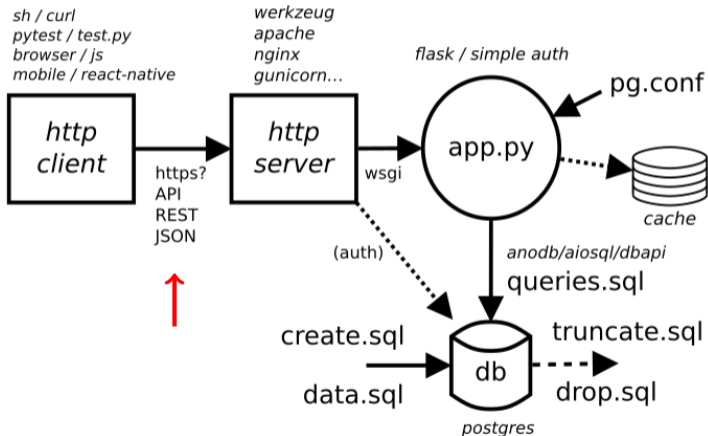 sh / curl
pytest / test.py
browser / js
mobile / react-native
http
client
https?
API
REST
JSON
werkzeug
apache
nginx
gunicorn...
http
server
wsgi
(auth)
flask / simple auth
app.py
pg.conf
cache
anodb/aiosql/dbapi
queries.sql
create.sql
data.sql
db
postgres
truncate.sql
drop.sql